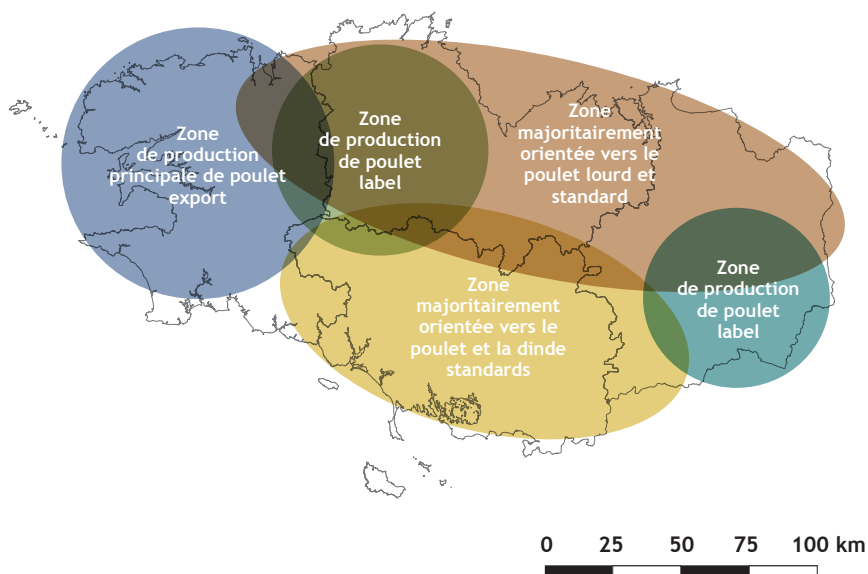 Zone
de production
principale de poulet
export
Zone
de production
de poulet
label
Zone
majoritairement
orientée vers le
poulet lourd et
standard
Zone
majoritairement
orientée vers le
poulet et la dinde
standards
Zone
de production
de poulet
label
0 25 50 75 100 km